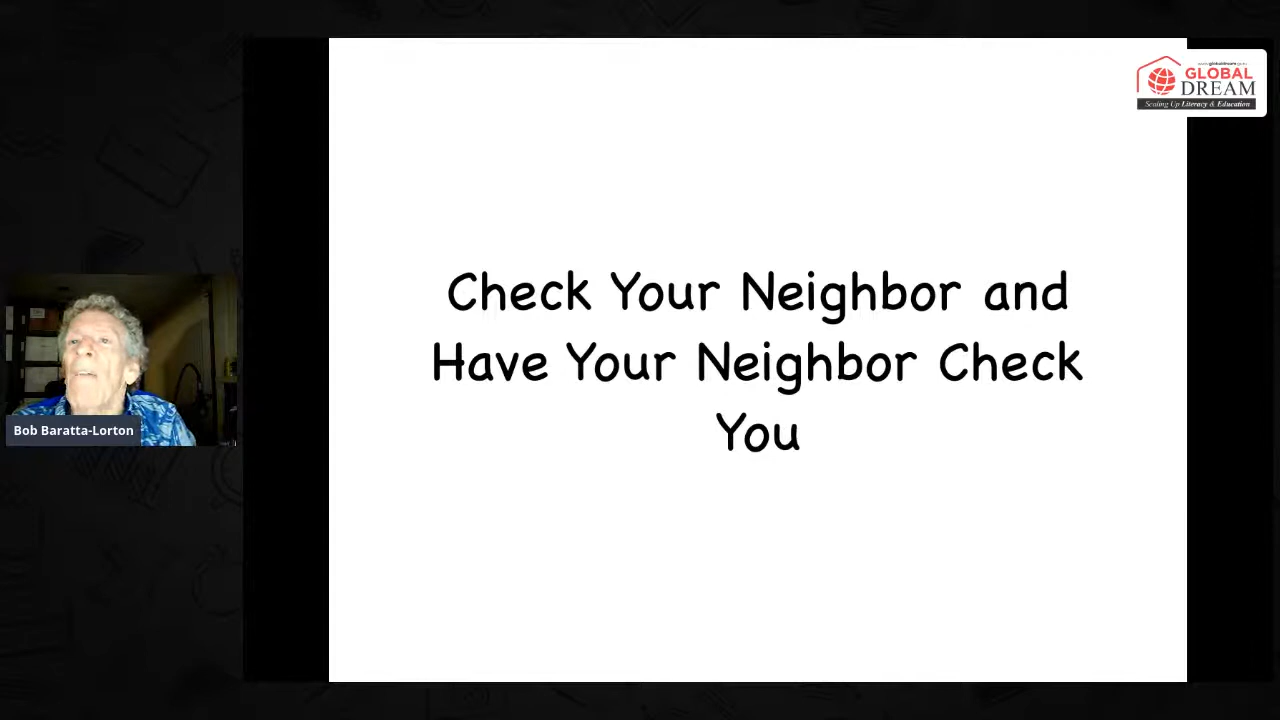 GLOBAL
DREAM
Scaling Up Literacy & Education
Check Your Neighbor and
Have Your Neighbor Check
You
Bob Baratta-Lorton